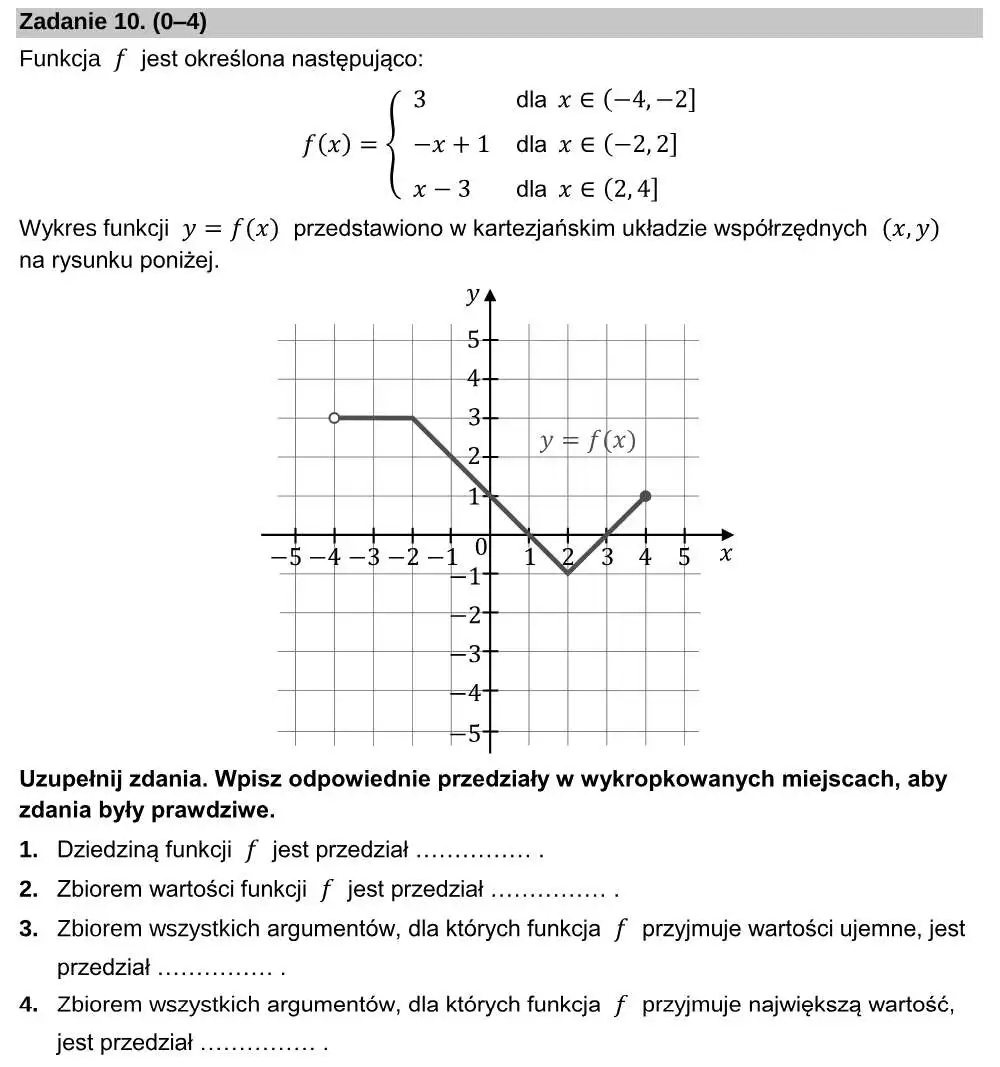 Zadanie 10. (0–4)
Funkcja f jest określona następująco:
3 dla x ∈ (−4, −2]
f(x) = { −x + 1 dla x ∈ (−2, 2]
x − 3 dla x ∈ (2, 4]
Wykres funkcji y = f(x) przedstawiono w kartezjańskim układzie współrzędnych (x, y)
na rysunku poniżej.
y
5
4
3
y = f(x)
2
1
−5 −4 −3 −2 −1 0 1 2 3 4 5 x
−1
−2
−3
−4
−5
Uzupełnij zdania. Wpisz odpowiednie przedziały w wykropkowanych miejscach, aby
zdania były prawdziwe.
1. Dziedziną funkcji f jest przedział ............... .
2. Zbiorem wartości funkcji f jest przedział ............... .
3. Zbiorem wszystkich argumentów, dla których funkcja f przyjmuje wartości ujemne, jest
przedział ............... .
4. Zbiorem wszystkich argumentów, dla których funkcja f przyjmuje największą wartość,
jest przedział ............... .